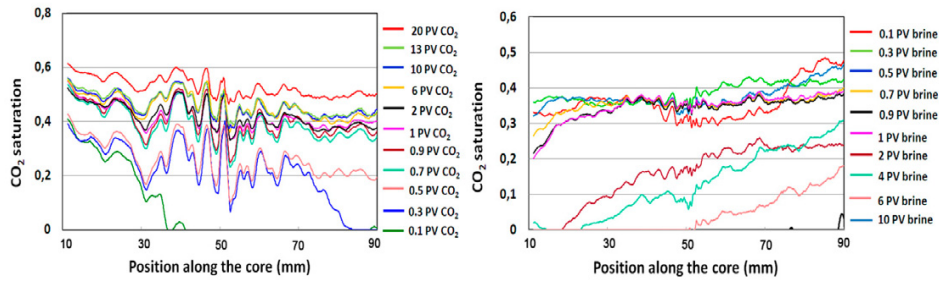 0,8
0,6
0,4
0,2
0
CO₂ saturation
10
30
50
70
90
Position along the core (mm)
20 PV CO₂
13 PV CO₂
10 PV CO₂
6 PV CO₂
2 PV CO₂
1 PV CO₂
0.9 PV CO₂
0.7 PV CO₂
0.5 PV CO₂
0.3 PV CO₂
0.1 PV CO₂
0,6
0,5
0,4
0,3
0,2
0,1
0
CO₂ saturation
10
20
30
40
50
60
70
80
90
Position along the core (mm)
0.1 PV brine
0.3 PV brine
0.5 PV brine
0.7 PV brine
0.9 PV brine
1 PV brine
2 PV brine
4 PV brine
6 PV brine
10 PV brine